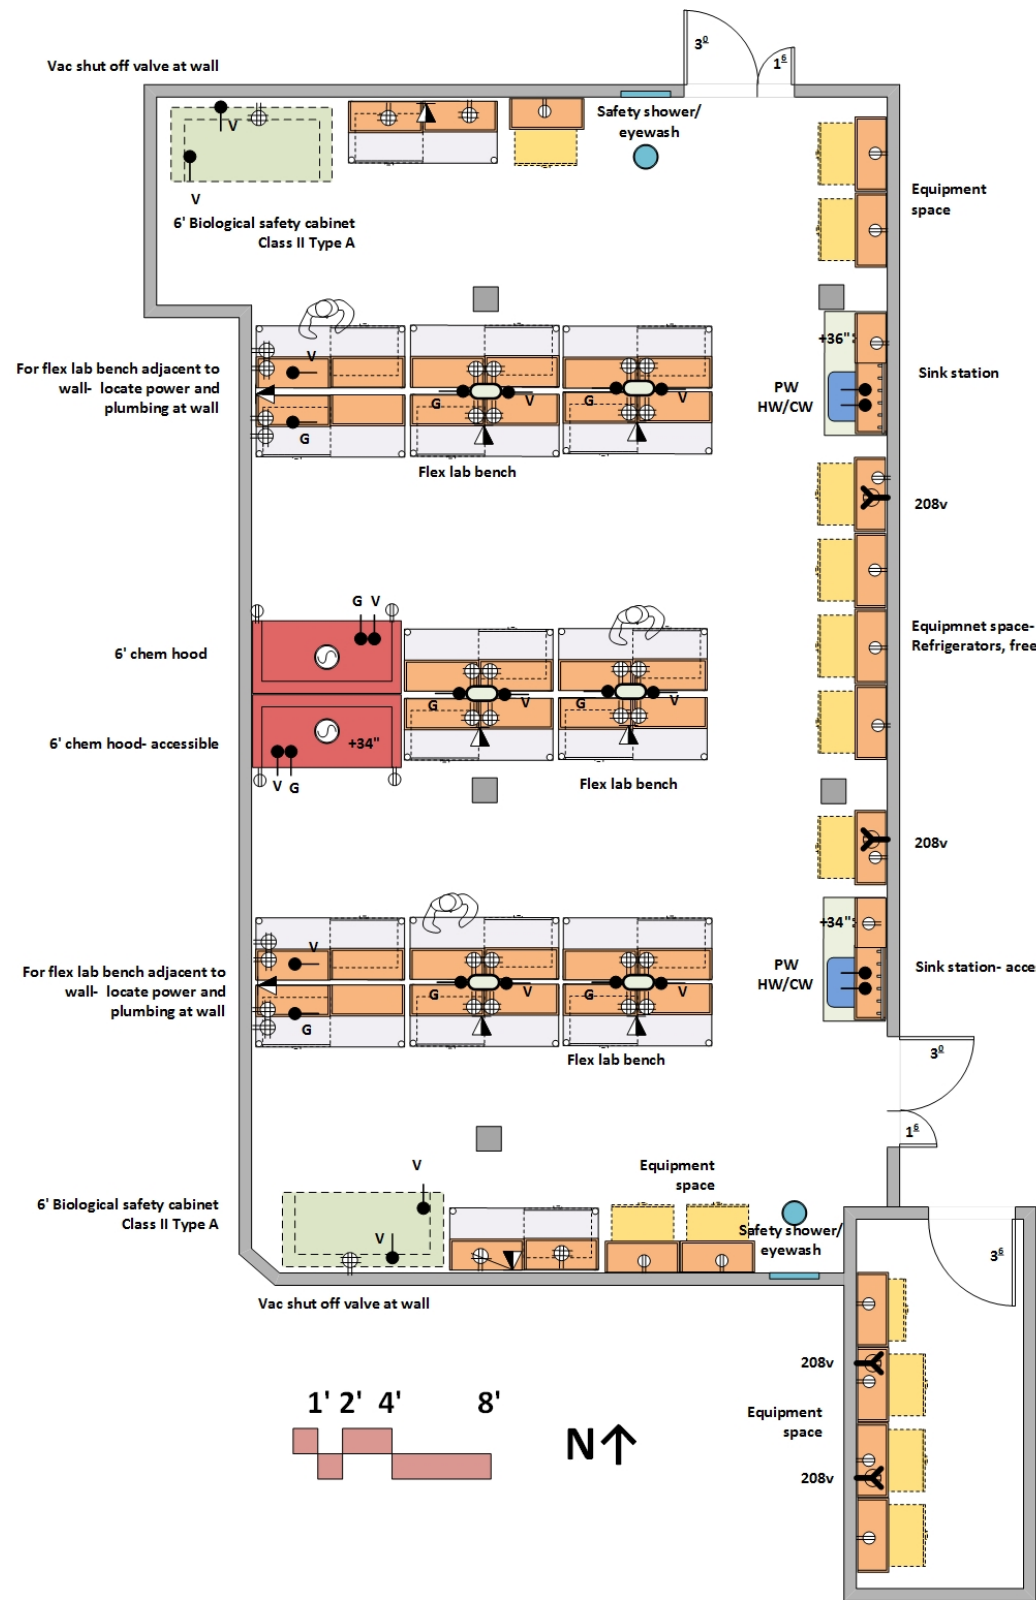 3⁰
1⁶
Vac shut off valve at wall
Safety shower/
eyewash
V
V
6' Biological safety cabinet
Class II Type A
Equipment
space
+36"
For flex lab bench adjacent to
wall- locate power and
plumbing at wall
V
G
G
V
G
V
PW
HW/CW
Sink station
Flex lab bench
208v
G V
6' chem hood
Equipmnet space-
Refrigerators, free
G
V
G
V
6' chem hood- accessible
+34"
V G
Flex lab bench
208v
+34"
For flex lab bench adjacent to
wall- locate power and
plumbing at wall
V
G
G
V
G
V
PW
HW/CW
Sink station- acce
Flex lab bench
3⁰
1⁶
V
Equipment
space
6' Biological safety cabinet
Class II Type A
V
Safety shower/
eyewash
3⁶
Vac shut off valve at wall
208v
1' 2' 4' 8'
N
Equipment
space
208v